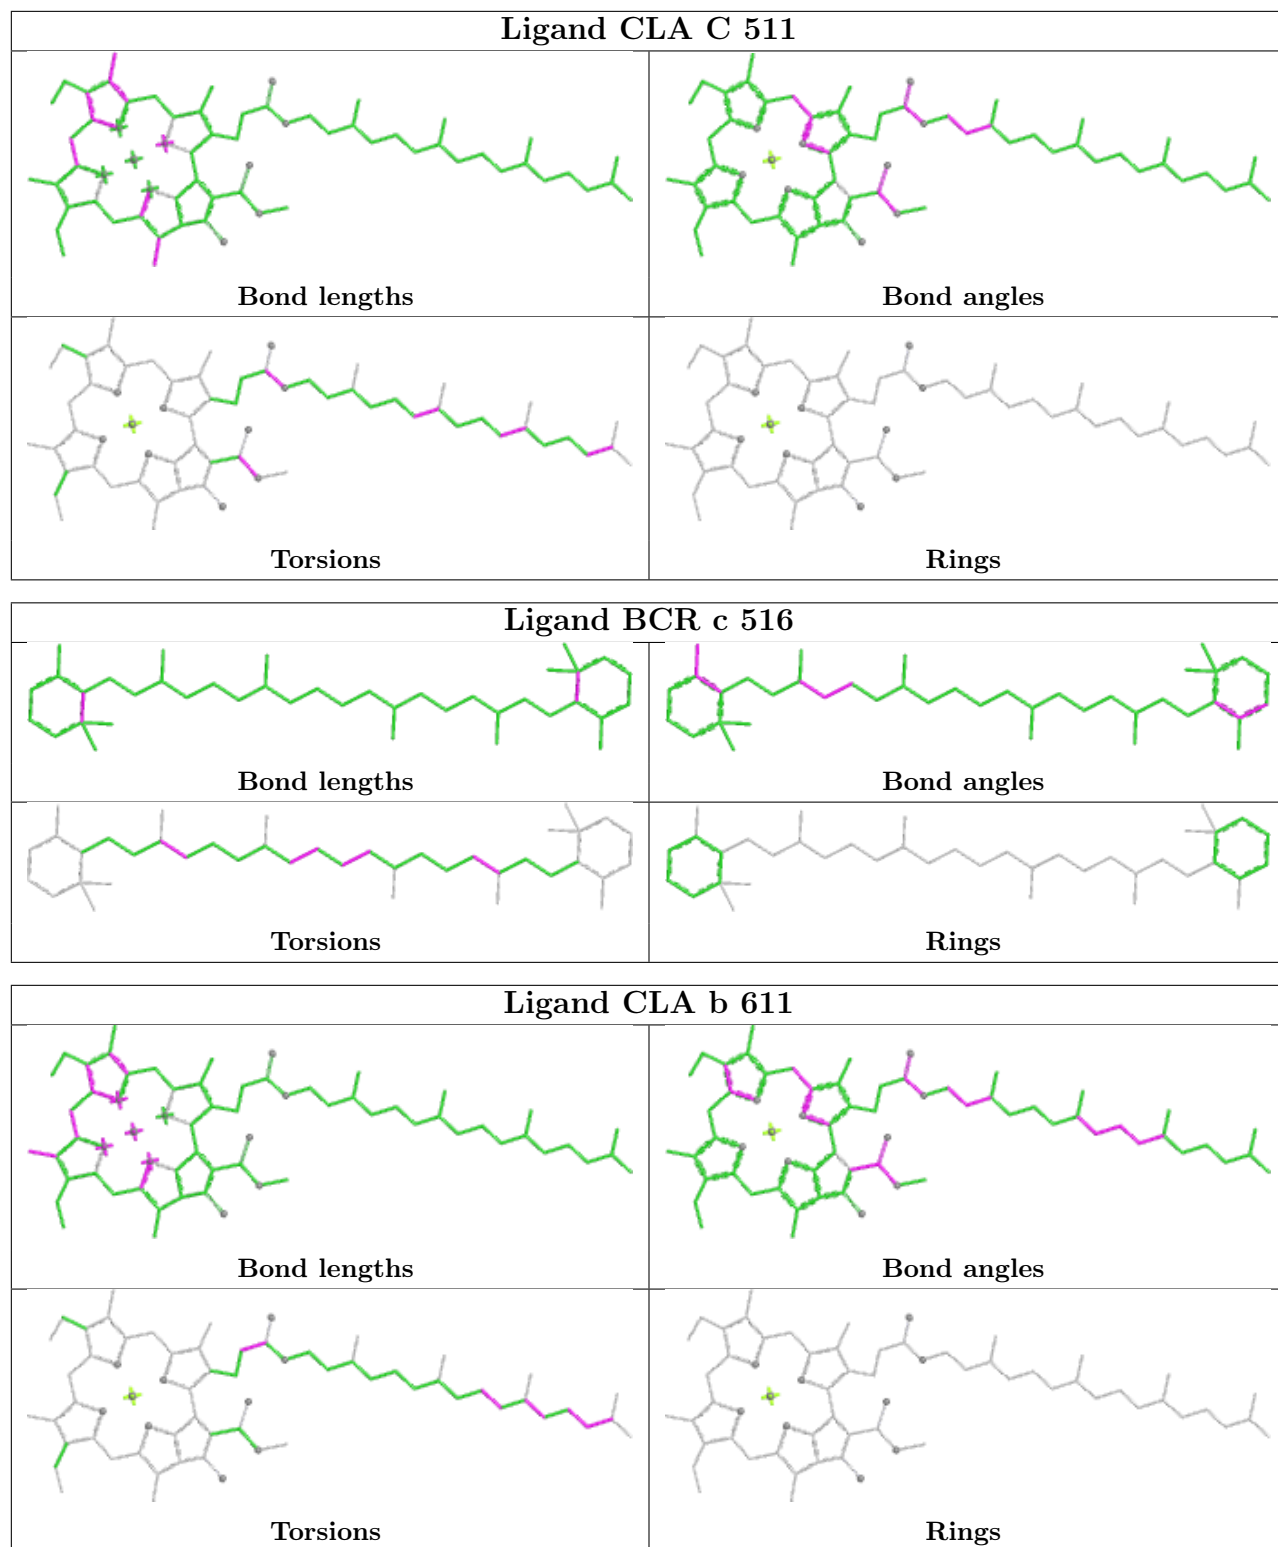 Ligand CLA C 511
Bond lengths
Bond angles
Torsions
Rings
Ligand BCR c 516
Bond lengths
Bond angles
Torsions
Rings
Ligand CLA b 611
Bond lengths
Bond angles
Torsions
Rings